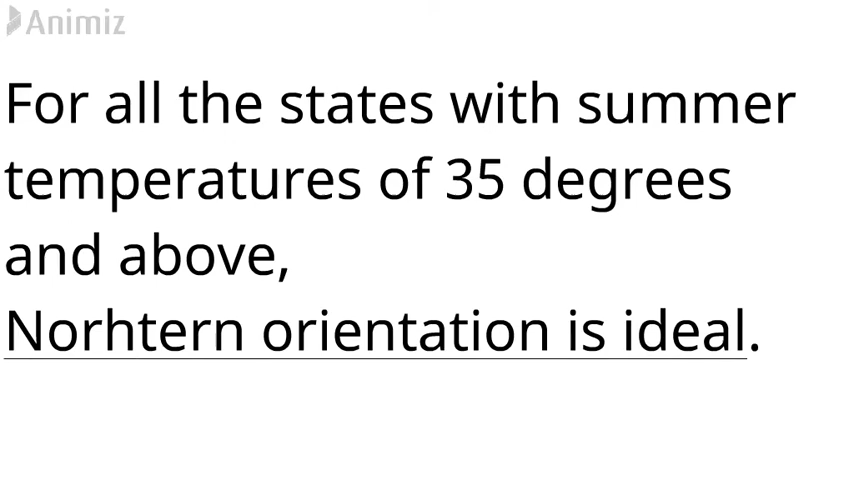 Animiz
For all the states with summer
temperatures of 35 degrees
and above,
Norhtern orientation is ideal.